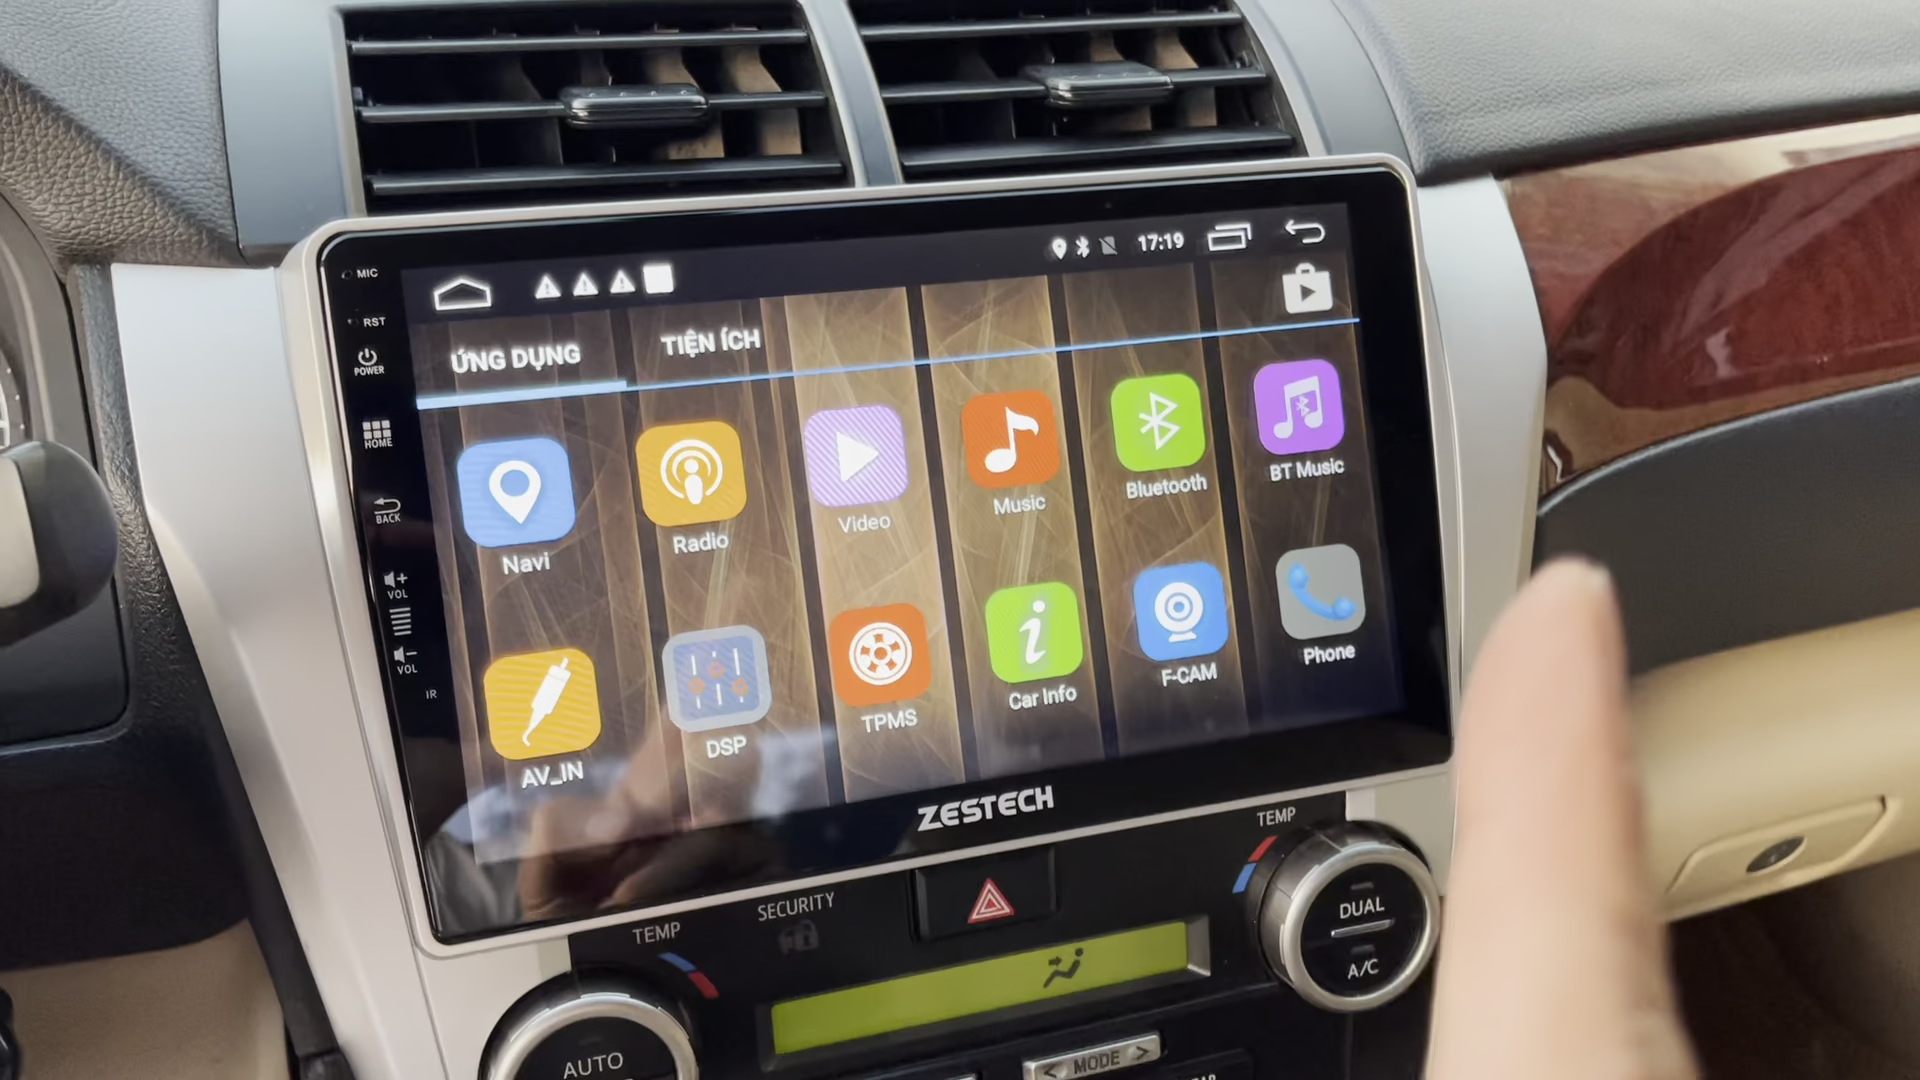 MIC
17:19
RST
POWER
ỨNG DỤNG
TIỆN ÍCH
HOME
BACK
Navi
Radio
Video
Music
Bluetooth
BT Music
VOL
VOL
IR
AV_IN
DSP
TPMS
Car Info
F-CAM
Phone
ZESTECH
TEMP
SECURITY
TEMP
DUAL
A/C
AUTO
< MODE >